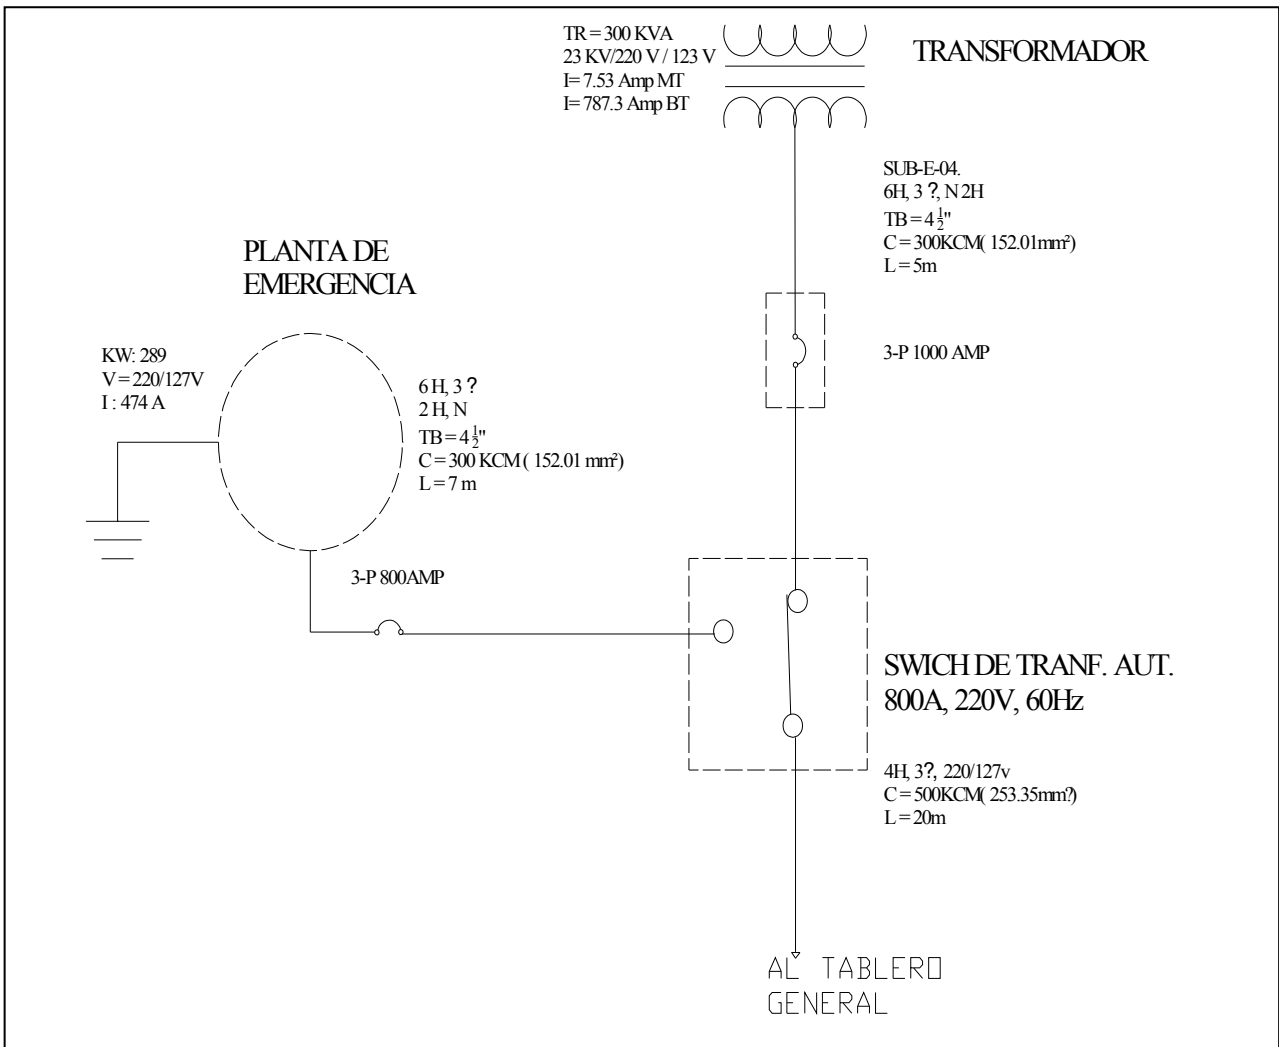 TR = 300 KVA
23 KV/220 V / 123 V
I= 7.53 Amp MT
I= 787.3 Amp BT
TRANSFORMADOR
SUB-E-04.
6H, 3 ?, N 2H
TB = 4 1/2"
C = 300KCM( 152.01mm²)
L = 5m
3-P 1000 AMP
PLANTA DE
EMERGENCIA
KW: 289
V = 220/127V
I : 474 A
6 H, 3 ?
2 H, N
TB = 4 1/2"
C = 300 KCM ( 152.01 mm²)
L = 7 m
3-P 800AMP
SWICH DE TRANF. AUT.
800A, 220V, 60Hz
4H, 3?, 220/127v
C = 500KCM( 253.35mm?)
L = 20m
AL TABLERO
GENERAL